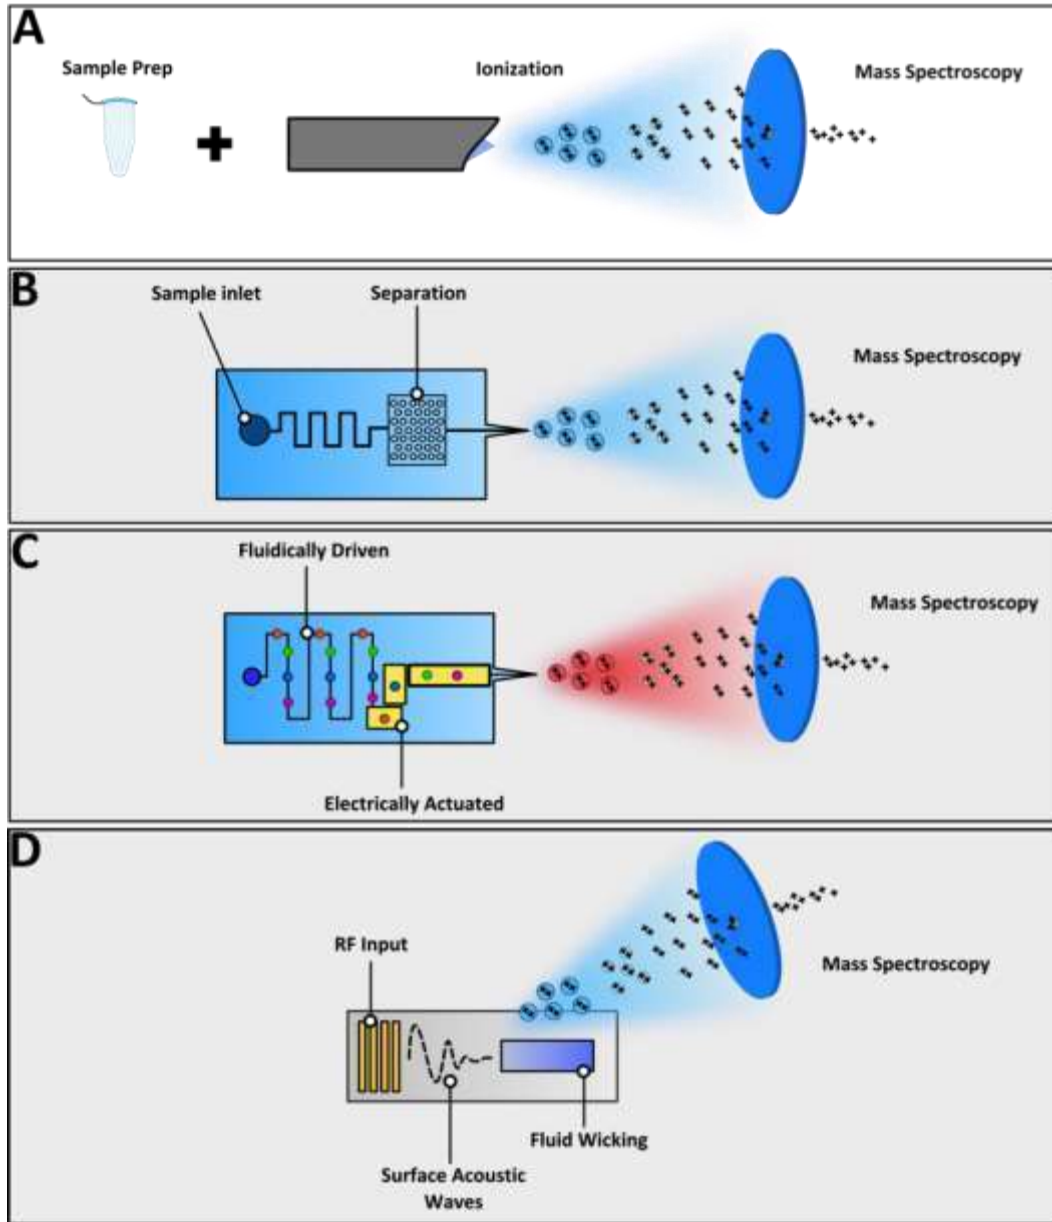 A
Sample Prep
Ionization
Mass Spectroscopy
B
Sample inlet
Separation
Mass Spectroscopy
C
Fluidically Driven
Mass Spectroscopy
Electrically Actuated
D
RF Input
Mass Spectroscopy
Fluid Wicking
Surface Acoustic
Waves